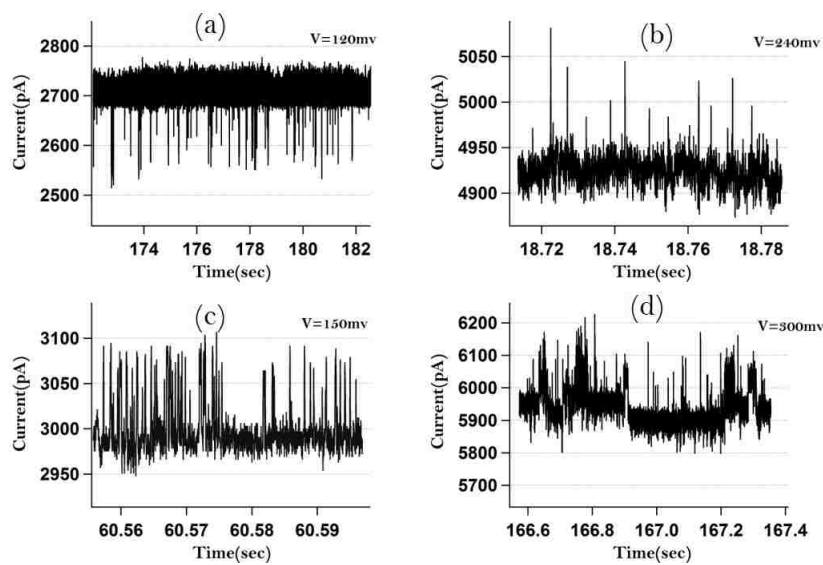 (a)
V=120mv
2800
2700
2600
2500
Current(pA)
174 176 178 180 182
Time(sec)
(b)
V=240mv
5050
5000
4950
4900
Current(pA)
18.72 18.74 18.76 18.78
Time(sec)
(c)
V=150mv
3100
3050
3000
2950
Current(pA)
60.56 60.57 60.58 60.59
Time(sec)
(d)
V=300mv
6200
6100
6000
5900
5800
5700
Current(pA)
166.6 166.8 167.0 167.2 167.4
Time(sec)